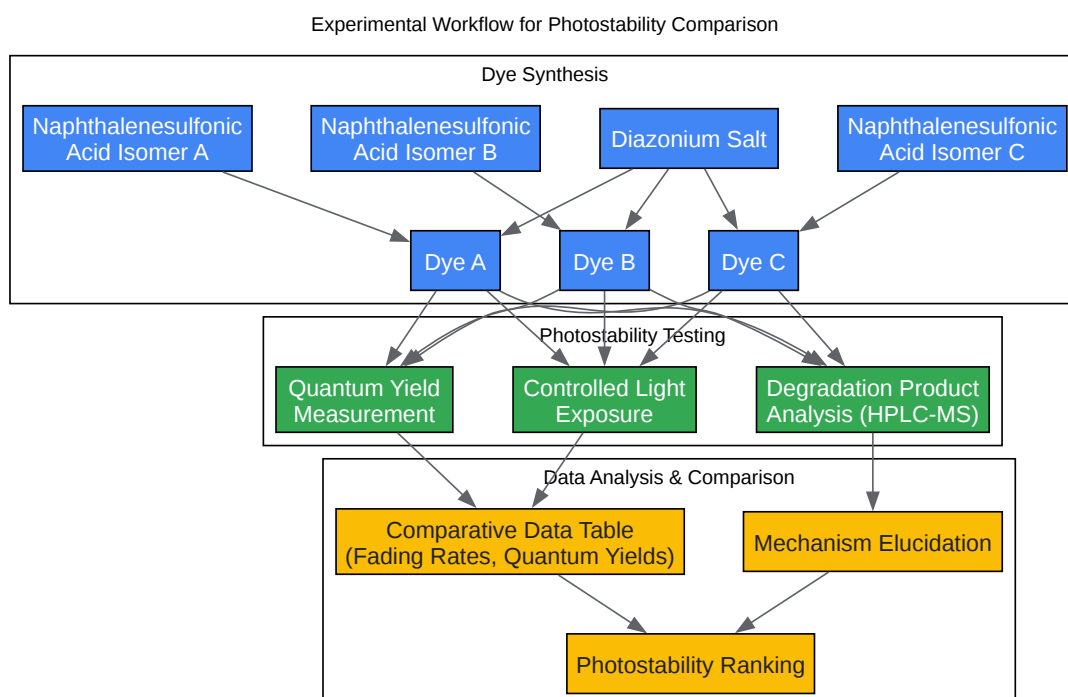 Experimental Workflow for Photostability Comparison
Dye Synthesis
Naphthalenesulfonic
Acid Isomer A
Naphthalenesulfonic
Acid Isomer B
Diazonium Salt
Naphthalenesulfonic
Acid Isomer C
Dye A
Dye B
Dye C
Photostability Testing
Quantum Yield
Measurement
Controlled Light
Exposure
Degradation Product
Analysis (HPLC-MS)
Data Analysis & Comparison
Comparative Data Table
(Fading Rates, Quantum Yields)
Mechanism Elucidation
Photostability Ranking